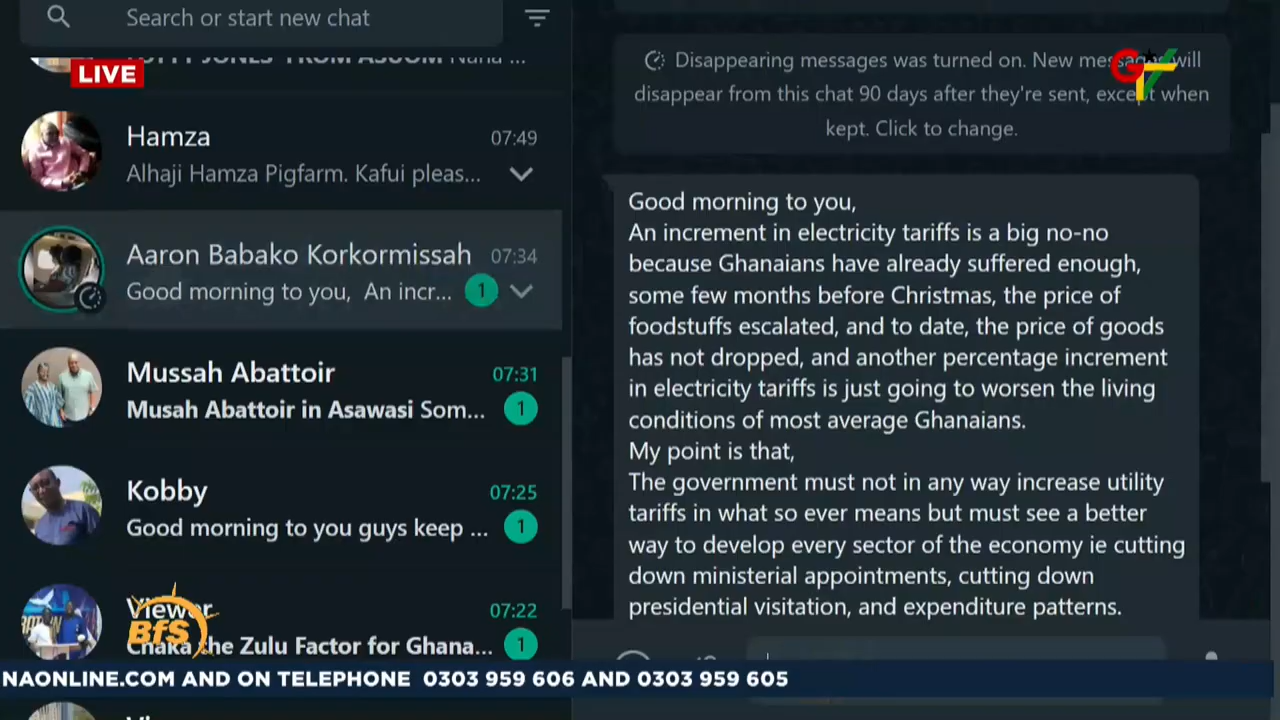 Search or start new chat
LIVE
Hamza
07:49
Alhaji Hamza Pigfarm. Kafui pleas...
Aaron Babako Korkormissah
07:34
Good morning to you, An incr...
1
Mussah Abattoir
07:31
Musah Abattoir in Asawasi Som...
1
Kobby
07:25
Good morning to you guys keep ...
1
Viewer
07:22
Chaka the Zulu Factor for Ghana...
1
BfS
Disappearing messages was turned on. New messages will
disappear from this chat 90 days after they're sent, except when
kept. Click to change.
GTV
Good morning to you,
An increment in electricity tariffs is a big no-no
because Ghanaians have already suffered enough,
some few months before Christmas, the price of
foodstuffs escalated, and to date, the price of goods
has not dropped, and another percentage increment
in electricity tariffs is just going to worsen the living
conditions of most average Ghanaians.
My point is that,
The government must not in any way increase utility
tariffs in what so ever means but must see a better
way to develop every sector of the economy ie cutting
down ministerial appointments, cutting down
presidential visitation, and expenditure patterns.
NAONLINE.COM AND ON TELEPHONE 0303 959 606 AND 0303 959 605